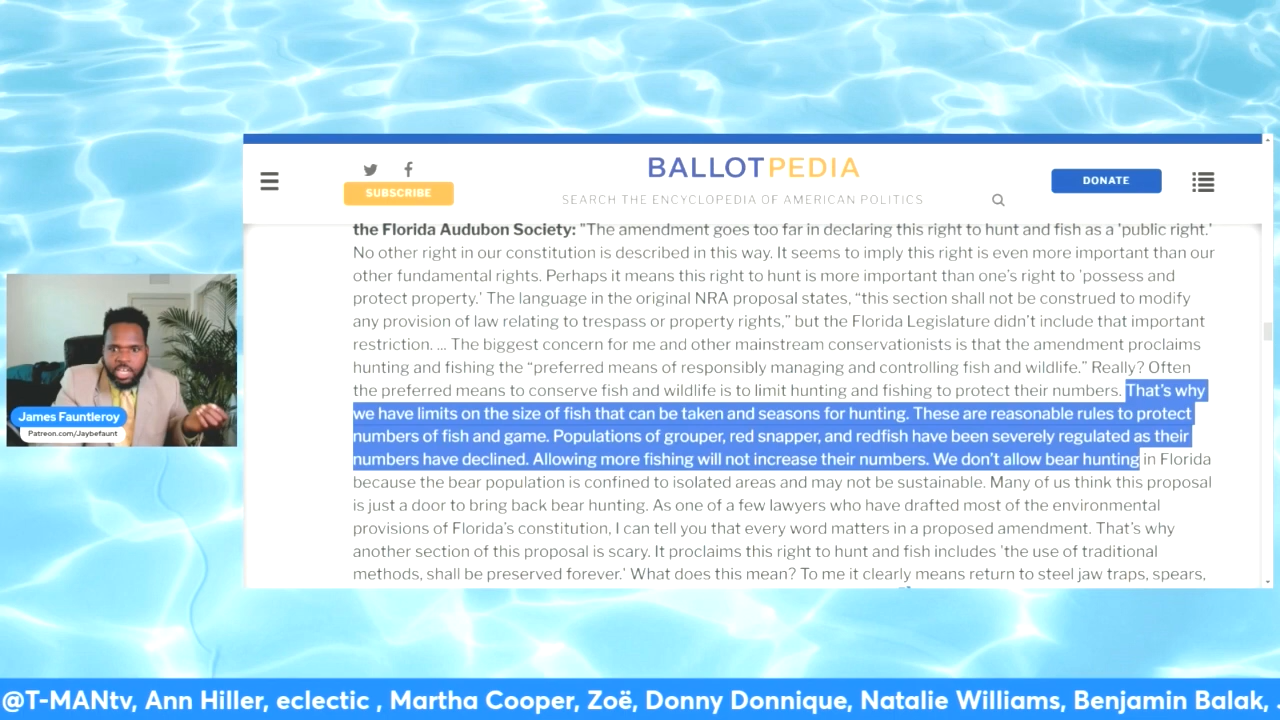 BALLOTPEDIA
SUBSCRIBE
SEARCH THE ENCYCLOPEDIA OF AMERICAN POLITICS
DONATE
the Florida Audubon Society: "The amendment goes too far in declaring this right to hunt and fish as a 'public right.'
No other right in our constitution is described in this way. It seems to imply this right is even more important than our
other fundamental rights. Perhaps it means this right to hunt is more important than one's right to 'possess and
protect property.' The language in the original NRA proposal states, “this section shall not be construed to modify
any provision of law relating to trespass or property rights,” but the Florida Legislature didn't include that important
restriction. ... The biggest concern for me and other mainstream conservationists is that the amendment proclaims
hunting and fishing the “preferred means of responsibly managing and controlling fish and wildlife.” Really? Often
the preferred means to conserve fish and wildlife is to limit hunting and fishing to protect their numbers. That's why
we have limits on the size of fish that can be taken and seasons for hunting. These are reasonable rules to protect
numbers of fish and game. Populations of grouper, red snapper, and redfish have been severely regulated as their
numbers have declined. Allowing more fishing will not increase their numbers. We don't allow bear hunting in Florida
because the bear population is confined to isolated areas and may not be sustainable. Many of us think this proposal
is just a door to bring back bear hunting. As one of a few lawyers who have drafted most of the environmental
provisions of Florida's constitution, I can tell you that every word matters in a proposed amendment. That's why
another section of this proposal is scary. It proclaims this right to hunt and fish includes 'the use of traditional
methods, shall be preserved forever.' What does this mean? To me it clearly means return to steel jaw traps, spears,
James Fauntleroy
Patreon.com/Jaybefaunt
@T-MANtv, Ann Hiller, eclectic , Martha Cooper, Zoë, Donny Donnique, Natalie Williams, Benjamin Balak,